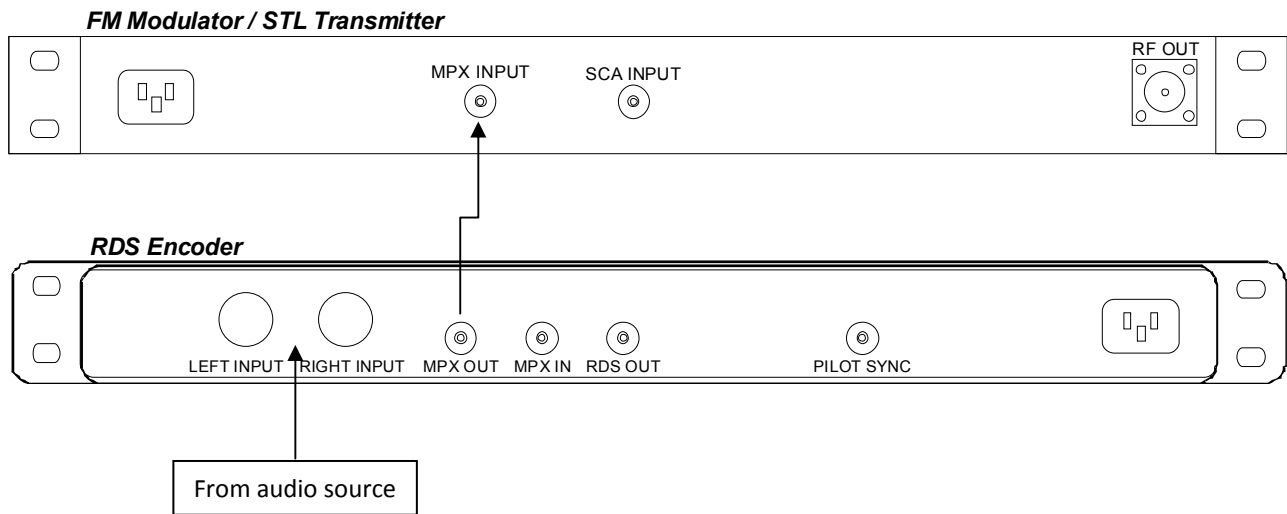 FM Modulator / STL Transmitter
MPX INPUT
SCA INPUT
RF OUT
RDS Encoder
LEFT INPUT
RIGHT INPUT
MPX OUT
MPX IN
RDS OUT
PILOT SYNC
From audio source